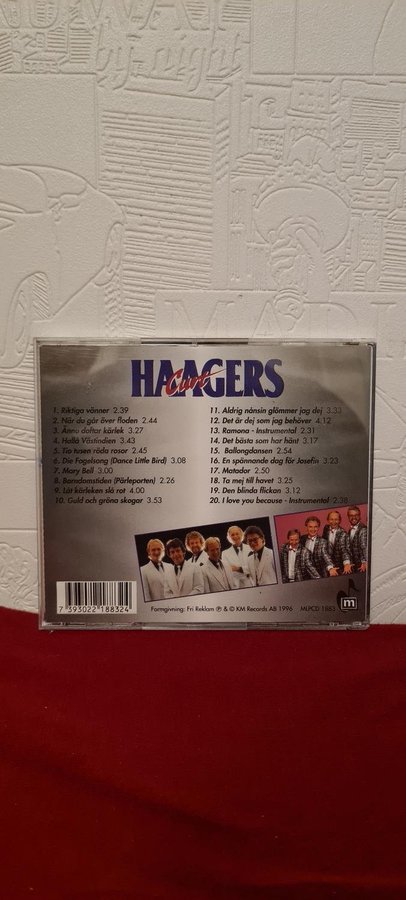 by night
MADRI
Curt
HAAGERS
1. Riktiga vänner 2.39
2. När du går över floden 2.44
3. Ännu doftar kärlek 3.27
4. Hallå Västindien 3.43
5. Tio tusen röda rosor 2.45
6. Die Fogelsong (Dance Little Bird) 3.08
7. Mary Bell 3.00
8. Barndomstiden (Pärleporten) 2.26
9. Låt kärleken slå rot 4.00
10. Guld och gröna skogar 3.53
11. Aldrig nånsin glömmer jag dej 3.33
12. Det är dej som jag behöver 4.12
13. Ramona - Instrumental 2.31
14. Det bästa som har hänt 3.17
15. Ballongdansen 2.54
16. En spännande dag för Josefin 3.23
17. Matador 2.50
18. Ta mej till havet 3.25
19. Den blinda flickan 3.12
20. I love you because - Instrumental 2.38
7 393022 188324
Formgivning: Fri Reklam ℗ & © KM Records AB 1996
MLPCD 1883
m